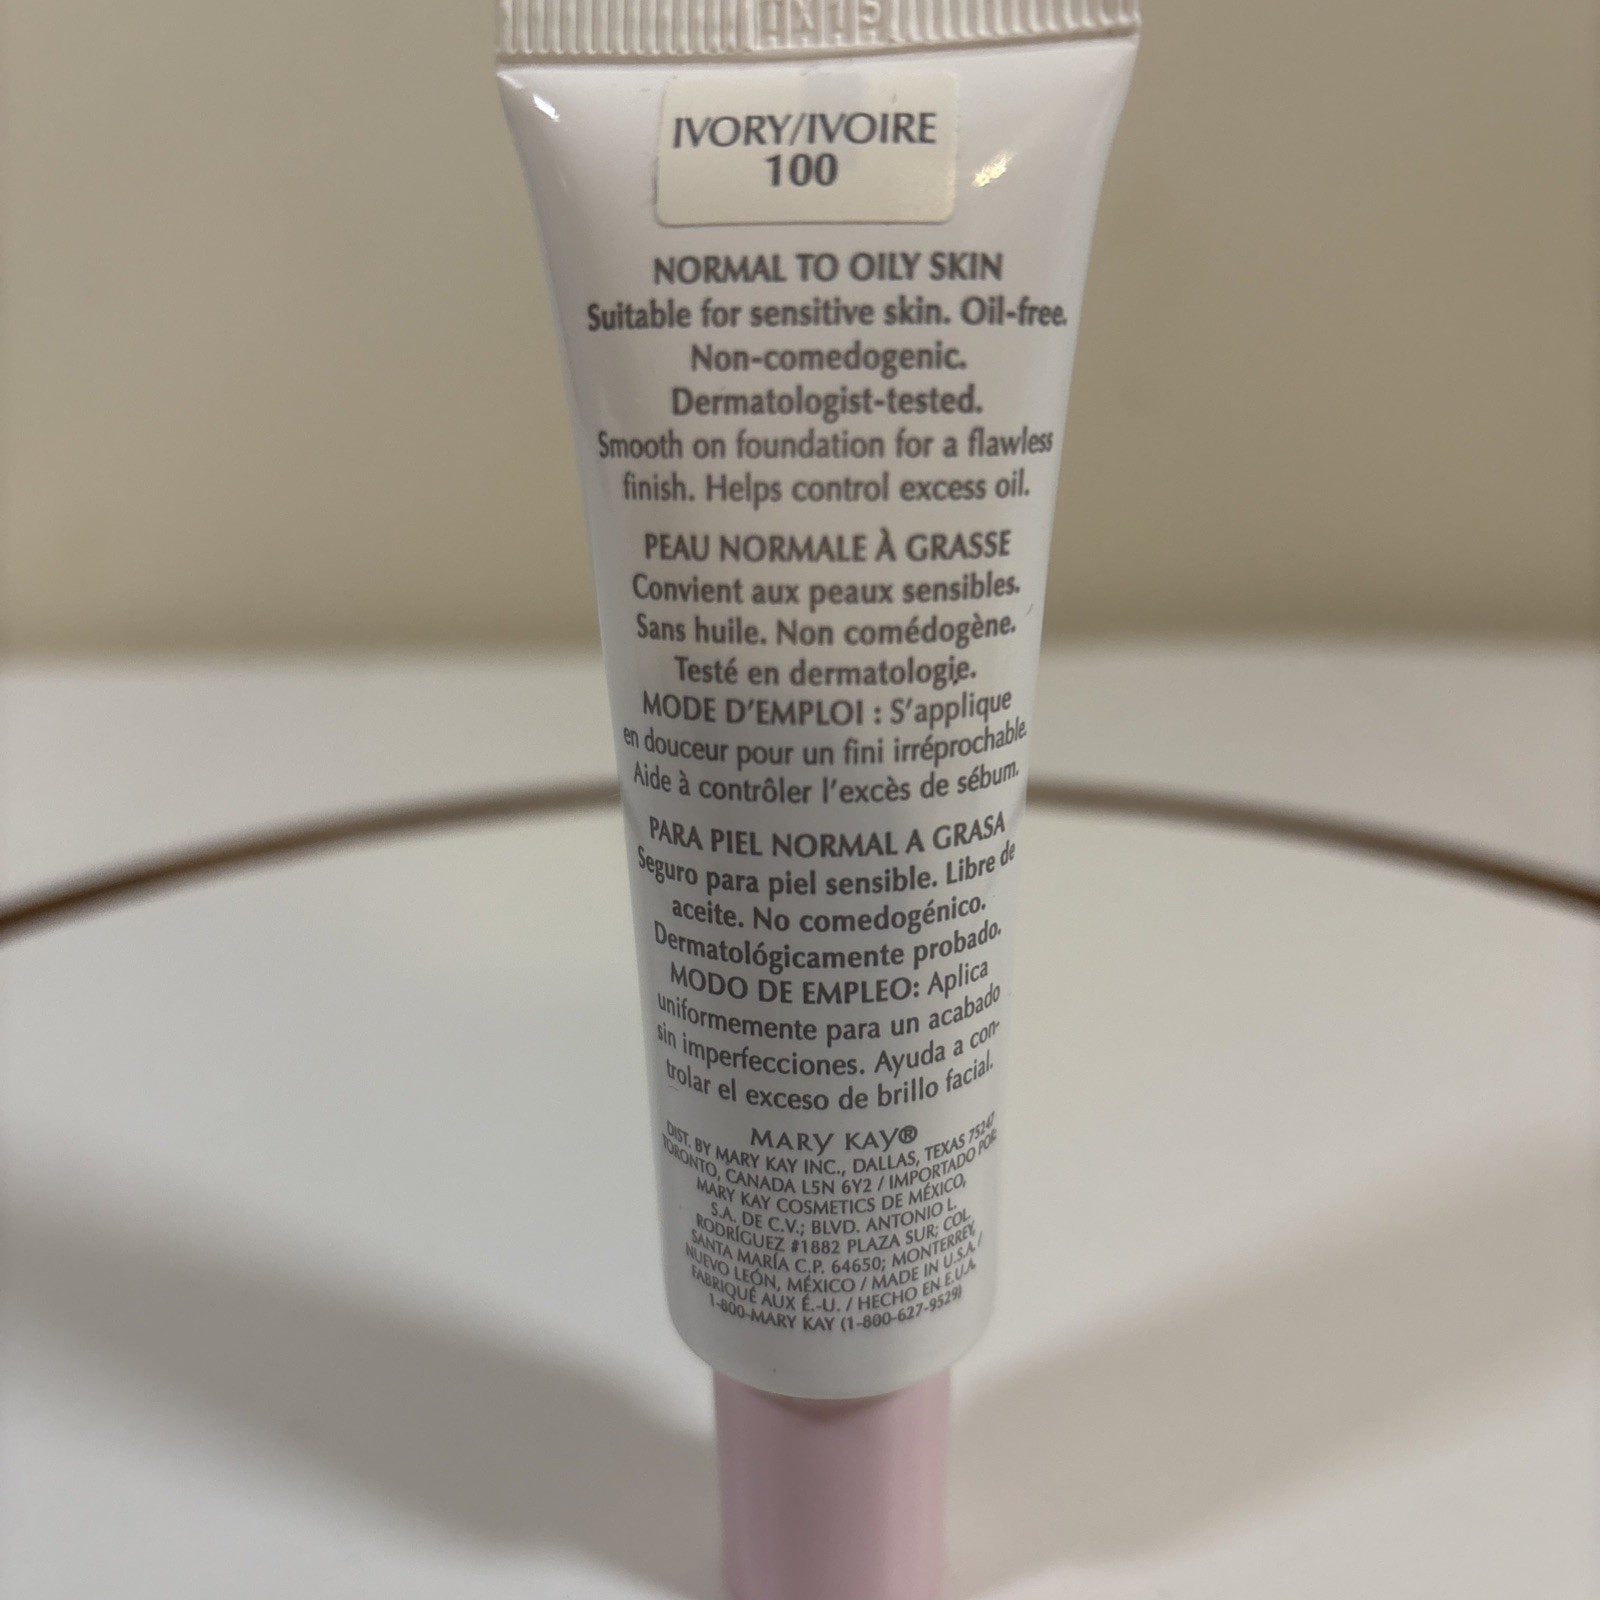 IVORY/IVOIRE
100
NORMAL TO OILY SKIN
Suitable for sensitive skin. Oil-free.
Non-comedogenic.
Dermatologist-tested.
Smooth on foundation for a flawless
finish. Helps control excess oil.
PEAU NORMALE À GRASSE
Convient aux peaux sensibles.
Sans huile. Non comédogène.
Testé en dermatologie.
MODE D'EMPLOI : S'applique
en douceur pour un fini irréprochable.
Aide à contrôler l'excès de sébum.
PARA PIEL NORMAL A GRASA
Seguro para piel sensible. Libre de
aceite. No comedogénico.
Dermatológicamente probado.
MODO DE EMPLEO: Aplica
uniformemente para un acabado
sin imperfecciones. Ayuda a con-
trolar el exceso de brillo facial.
MARY KAY®
DIST. BY MARY KAY INC., DALLAS, TEXAS 75247
TORONTO, CANADA L5N 6Y2 / IMPORTADO POR:
MARY KAY COSMETICS DE MÉXICO,
S.A. DE C.V.; BLVD. ANTONIO L.
RODRÍGUEZ #1882 PLAZA SUR; COL.
SANTA MARÍA C.P. 64650; MONTERREY,
NUEVO LEÓN, MÉXICO / MADE IN U.S.A /
FABRIQUÉ AUX É.-U. / HECHO EN E.U.A.
1-800-MARY KAY (1-800-627-9529)